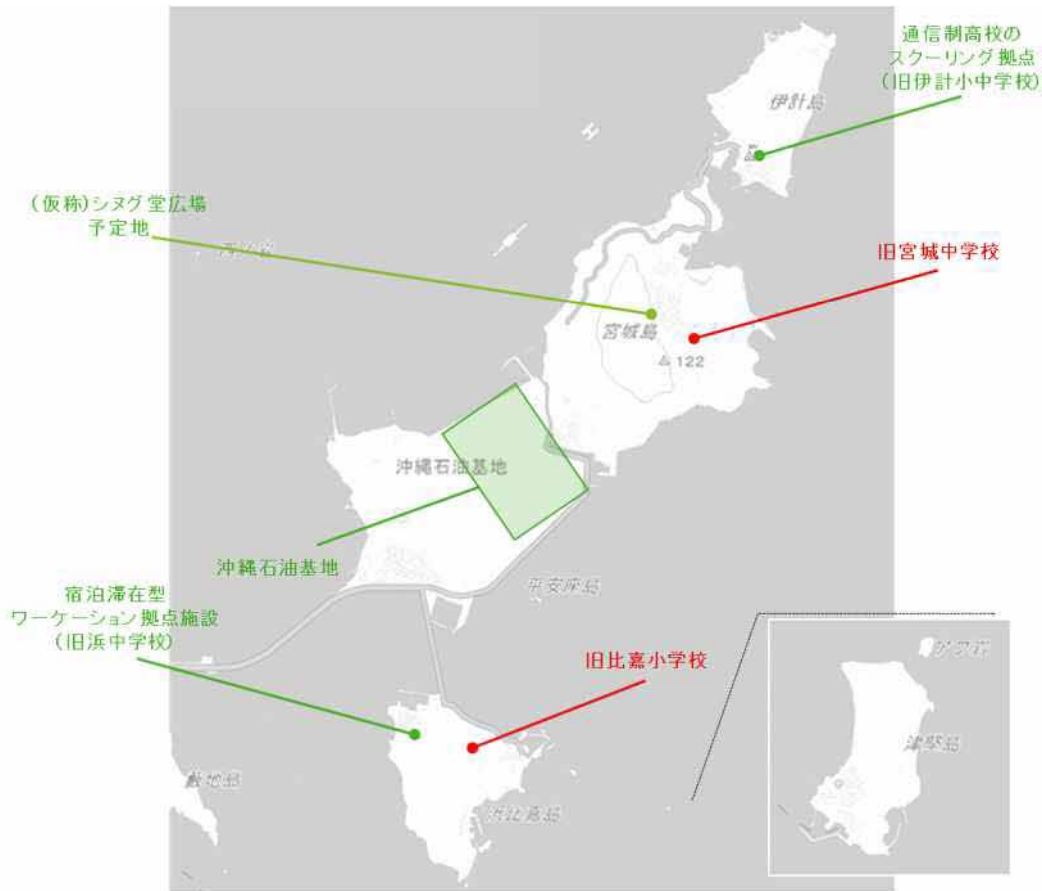 通信制高校の
スクーリング拠点
(旧伊計小中学校)
伊計島
(仮称)シヌグ堂広場
予定地
旧宮城中学校
宮城島
122
沖縄石油基地
沖縄石油基地
平安座島
宿泊滞在型
ワーケーション拠点施設
(旧浜中学校)
旧比嘉小学校
津堅島
藪地島
浜比嘉島